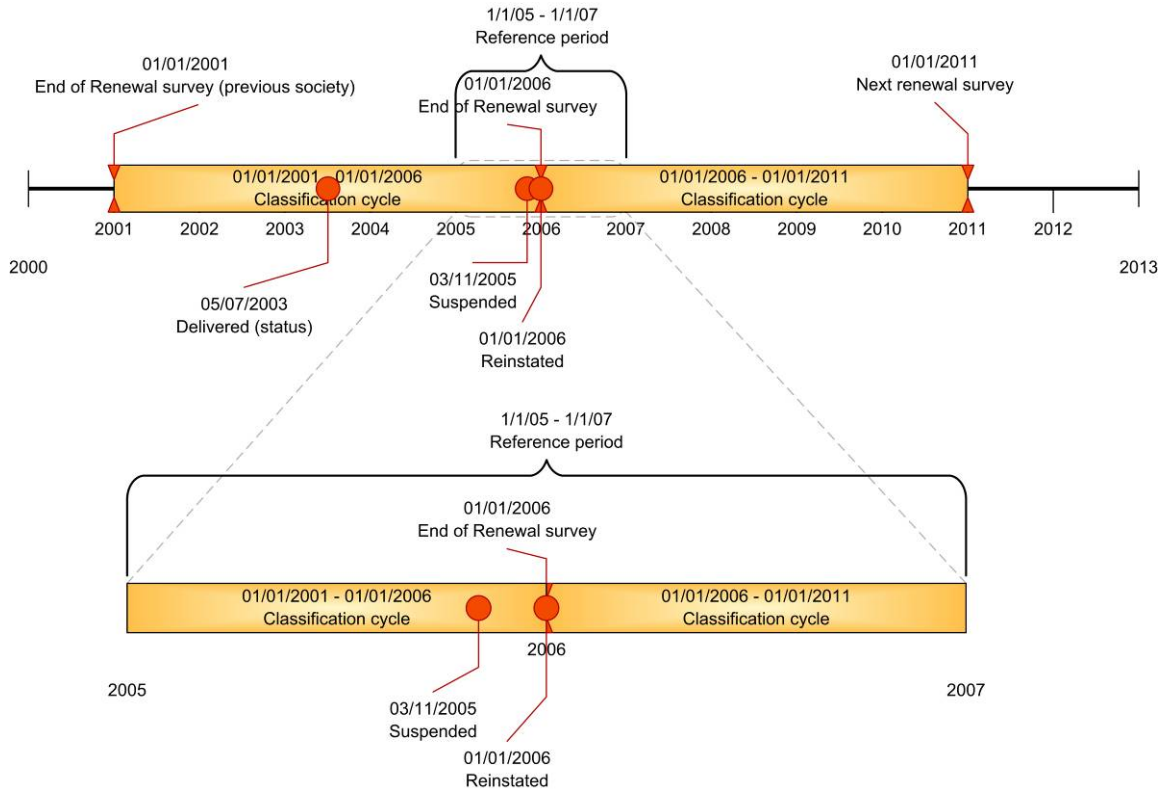 1/1/05 - 1/1/07
Reference period
01/01/2001
End of Renewal survey (previous society)
01/01/2006
End of Renewal survey
01/01/2011
Next renewal survey
01/01/2001 - 01/01/2006
Classification cycle
01/01/2006 - 01/01/2011
Classification cycle
2001 2002 2003 2004 2005 2006 2007 2008 2009 2010 2011 2012
2000 2013
05/07/2003
Delivered (status)
03/11/2005
Suspended
01/01/2006
Reinstated
1/1/05 - 1/1/07
Reference period
01/01/2006
End of Renewal survey
01/01/2001 - 01/01/2006
Classification cycle
01/01/2006 - 01/01/2011
Classification cycle
2006
2005 2007
03/11/2005
Suspended
01/01/2006
Reinstated